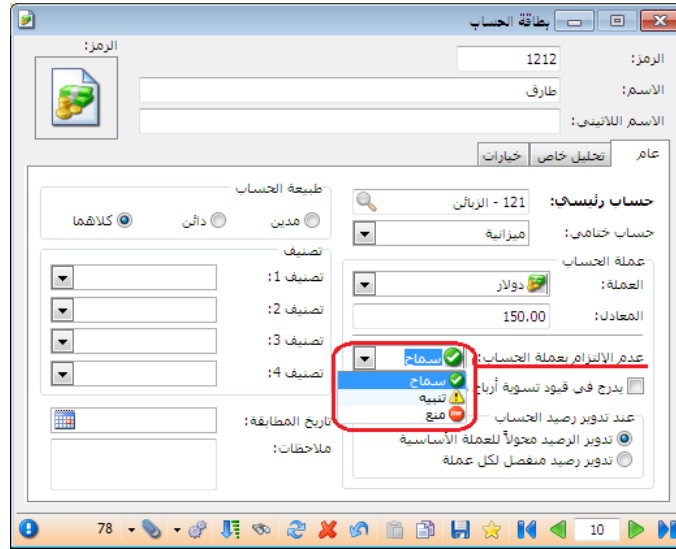 بطاقة الحساب
الرمز: 1212
الرمز:
الاسم: طارق
الاسم اللاتيني:
عام تحليل خاص خيارات
حساب رئيسي: 121 - الزبائن
حساب ختامي: ميزانية
عملة الحساب
العملة: دولار
المعادل: 150.00
عدم الالتزام بعملة الحساب: سماح
سماح
تنبيه
منع
يدرج في قيود تسوية أرباح
عند تدوير رصيد الحساب
تدوير الرصيد محولاً للعملة الأساسية
تدوير رصيد منفصل لكل عملة
طبيعة الحساب
مدين دائن كلاهما
تصنيف
تصنيف 1:
تصنيف 2:
تصنيف 3:
تصنيف 4:
تاريخ المطابقة:
ملاحظات:
10
78